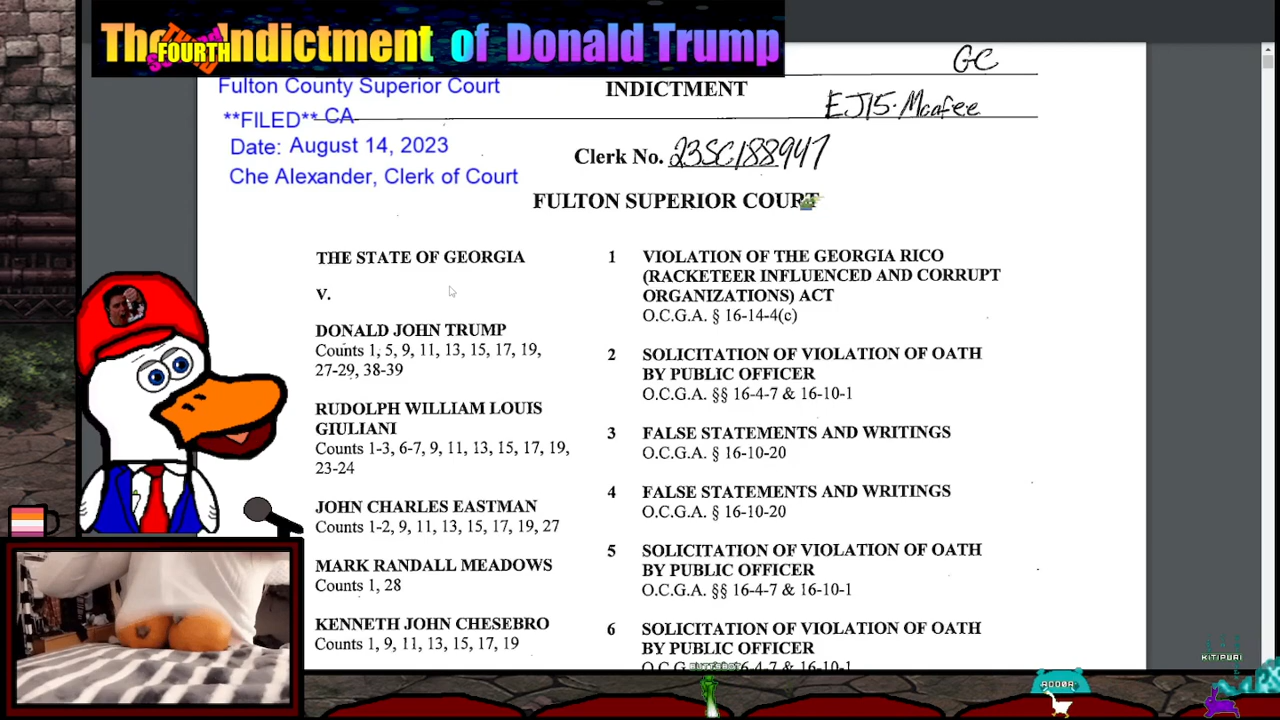 The Indictment of Donald Trump
FOURTH
GC
Fulton County Superior Court
INDICTMENT
EJ15. Mcafee
**FILED** CA
Date: August 14, 2023
Clerk No. 23SC188947
Che Alexander, Clerk of Court
FULTON SUPERIOR COURT
THE STATE OF GEORGIA
V.
DONALD JOHN TRUMP
Counts 1, 5, 9, 11, 13, 15, 17, 19,
27-29, 38-39
RUDOLPH WILLIAM LOUIS
GIULIANI
Counts 1-3, 6-7, 9, 11, 13, 15, 17, 19,
23-24
JOHN CHARLES EASTMAN
Counts 1-2, 9, 11, 13, 15, 17, 19, 27
MARK RANDALL MEADOWS
Counts 1, 28
KENNETH JOHN CHESEBRO
Counts 1, 9, 11, 13, 15, 17, 19
1 VIOLATION OF THE GEORGIA RICO
(RACKETEER INFLUENCED AND CORRUPT
ORGANIZATIONS) ACT
O.C.G.A. § 16-14-4(c)
2 SOLICITATION OF VIOLATION OF OATH
BY PUBLIC OFFICER
O.C.G.A. §§ 16-4-7 & 16-10-1
3 FALSE STATEMENTS AND WRITINGS
O.C.G.A. § 16-10-20
4 FALSE STATEMENTS AND WRITINGS
O.C.G.A. § 16-10-20
5 SOLICITATION OF VIOLATION OF OATH
BY PUBLIC OFFICER
O.C.G.A. §§ 16-4-7 & 16-10-1
6 SOLICITATION OF VIOLATION OF OATH
BY PUBLIC OFFICER
6-4-7 & 16-10-1
KITIPURI